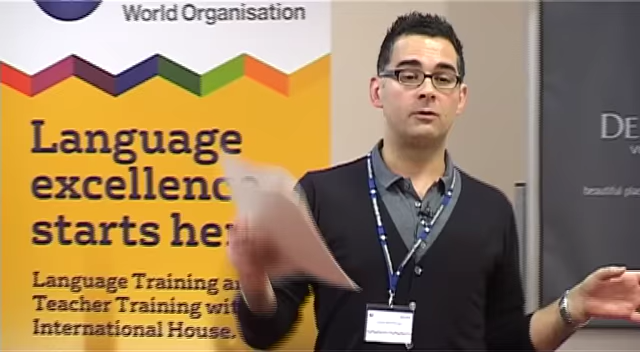 World Organisation
Language
excellence
starts he
Language Training a
Teacher Training wit
International House.
DE
beautiful pla